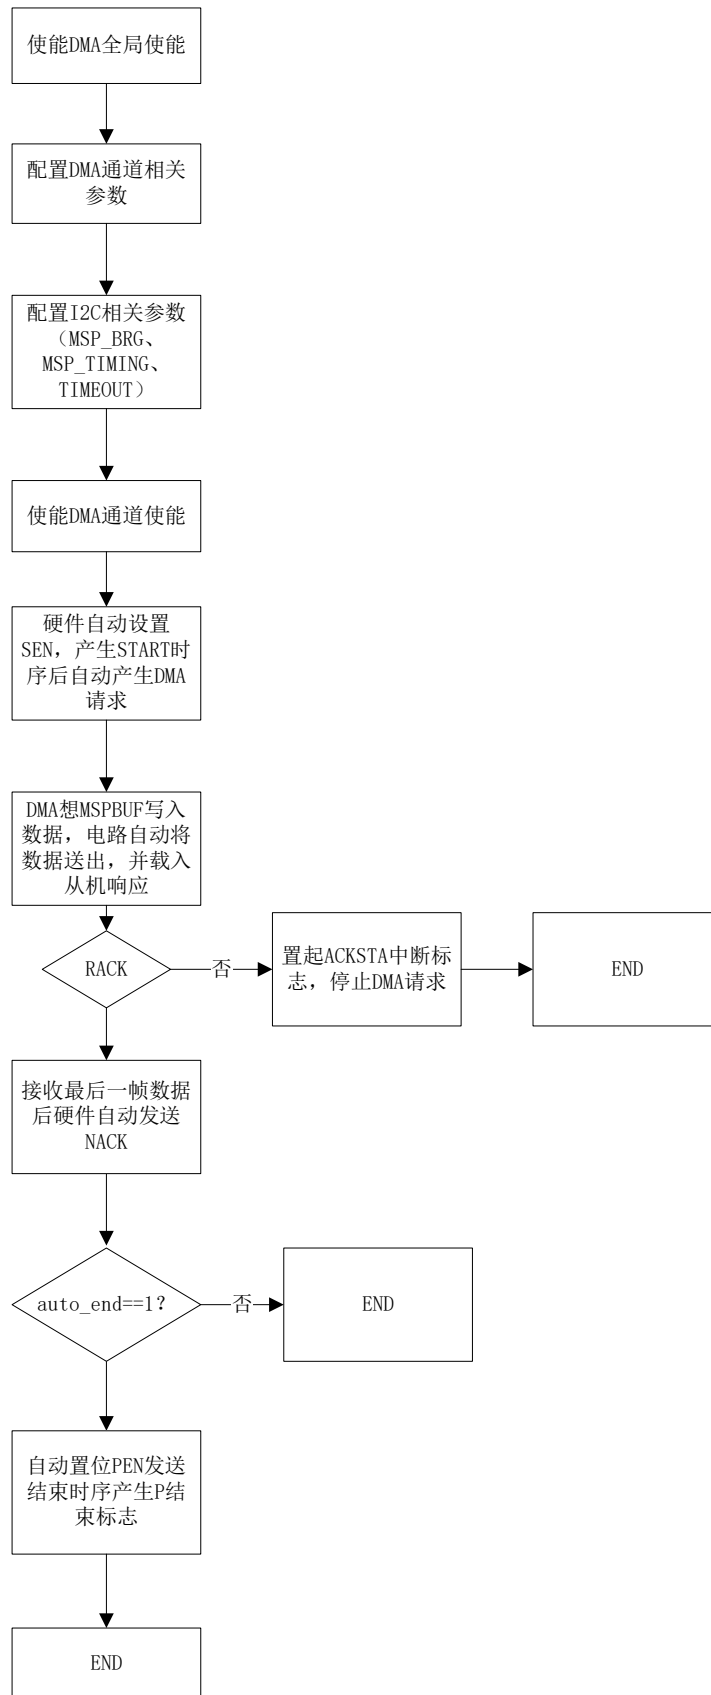 使能DMA全局使能
配置DMA通道相关
参数
配置I2C相关参数
（MSP_BRG、
MSP_TIMING、
TIMEOUT）
使能DMA通道使能
硬件自动设置
SEN，产生START时
序后自动产生DMA
请求
DMA想MSPBUF写入
数据，电路自动将
数据送出，并载入
从机响应
RACK
否
置起ACKSTA中断标
志，停止DMA请求
END
接收最后一帧数据
后硬件自动发送
NACK
auto_end==1?
否
END
自动置位PEN发送
结束时序产生P结
束标志
END